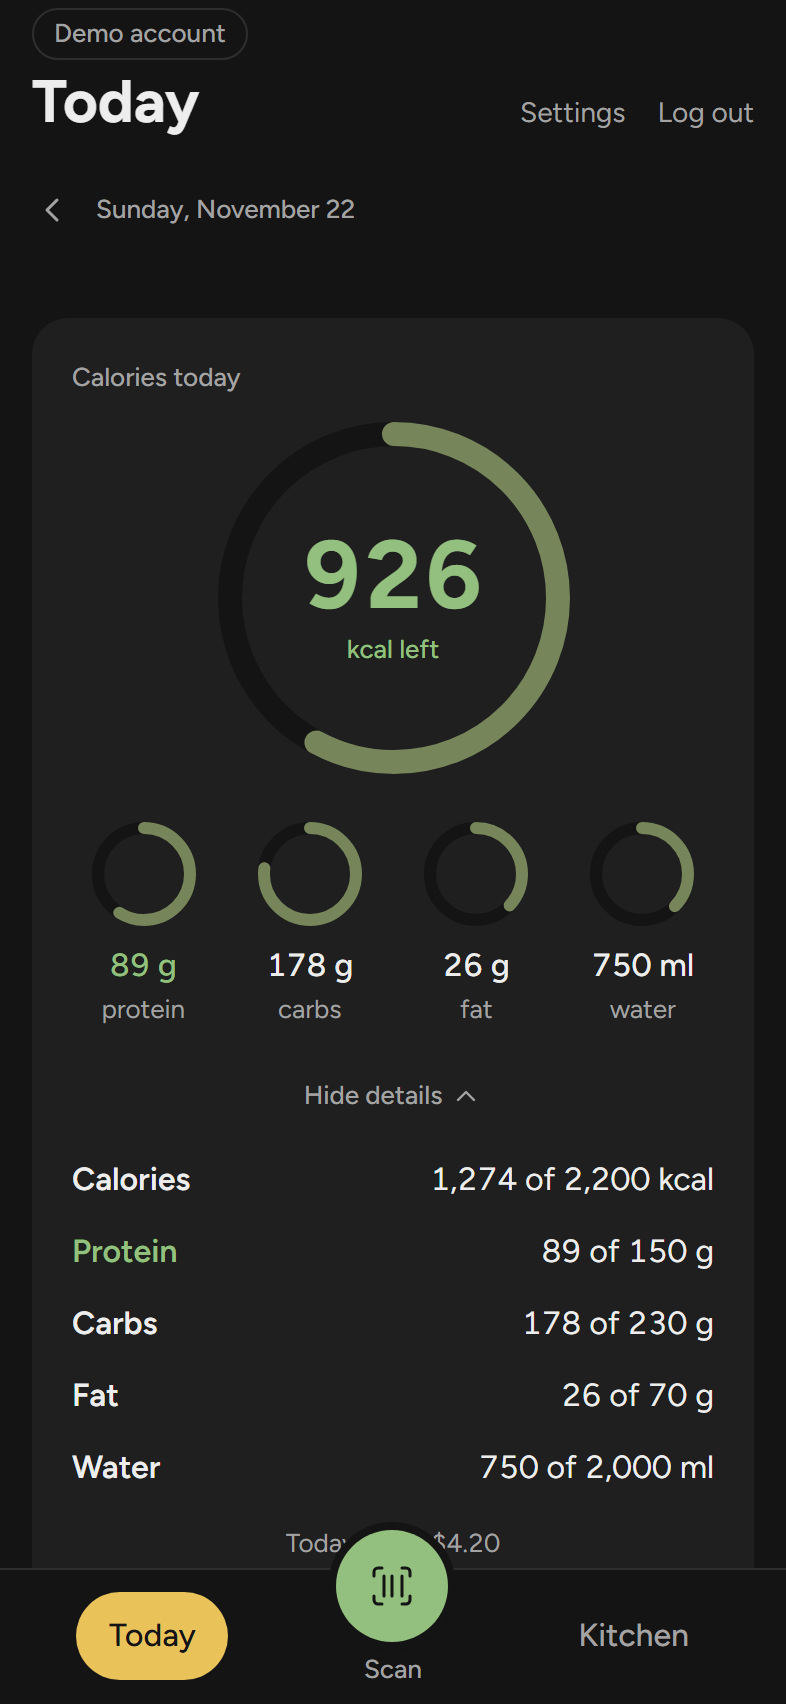 Demo account
Today
Settings Log out
Sunday, November 22
Calories today
926
kcal left
89 g 178 g 26 g 750 ml
protein carbs fat water
Hide details
Calories 1,274 of 2,200 kcal
Protein 89 of 150 g
Carbs 178 of 230 g
Fat 26 of 70 g
Water 750 of 2,000 ml
$4.20
Today Kitchen
Scan